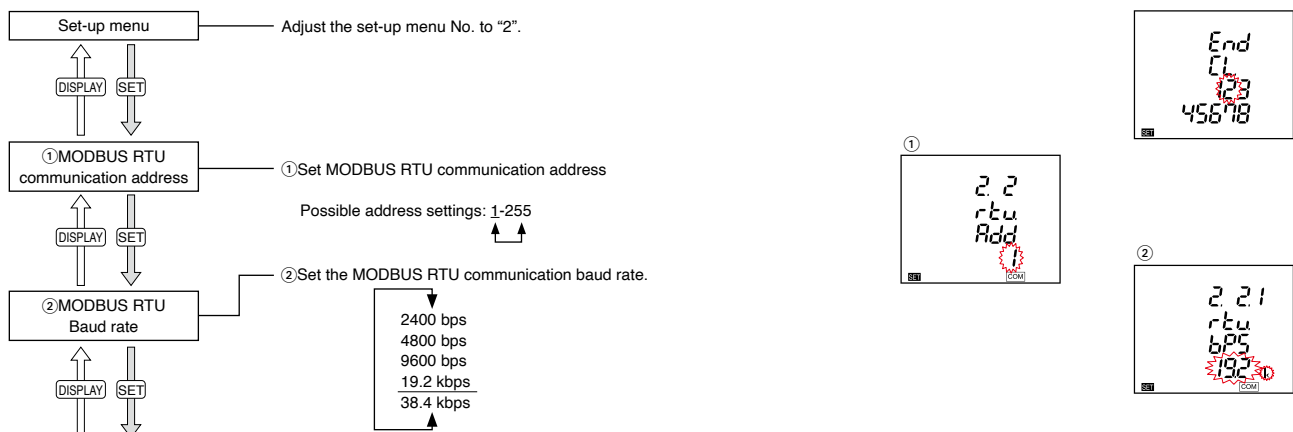 Set-up menu
Adjust the set-up menu No. to “2”.
DISPLAY SET
①MODBUS RTU
communication address
①Set MODBUS RTU communication address
Possible address settings: 1-255
DISPLAY SET
②MODBUS RTU
Baud rate
②Set the MODBUS RTU communication baud rate.
2400 bps
4800 bps
9600 bps
19.2 kbps
38.4 kbps
DISPLAY SET
End
CL
123
45678
SET
①
2. 2
rtu.
Add
1
SET
COM
②
2. 2.1
rtu.
bPS
19.2 k
SET
COM